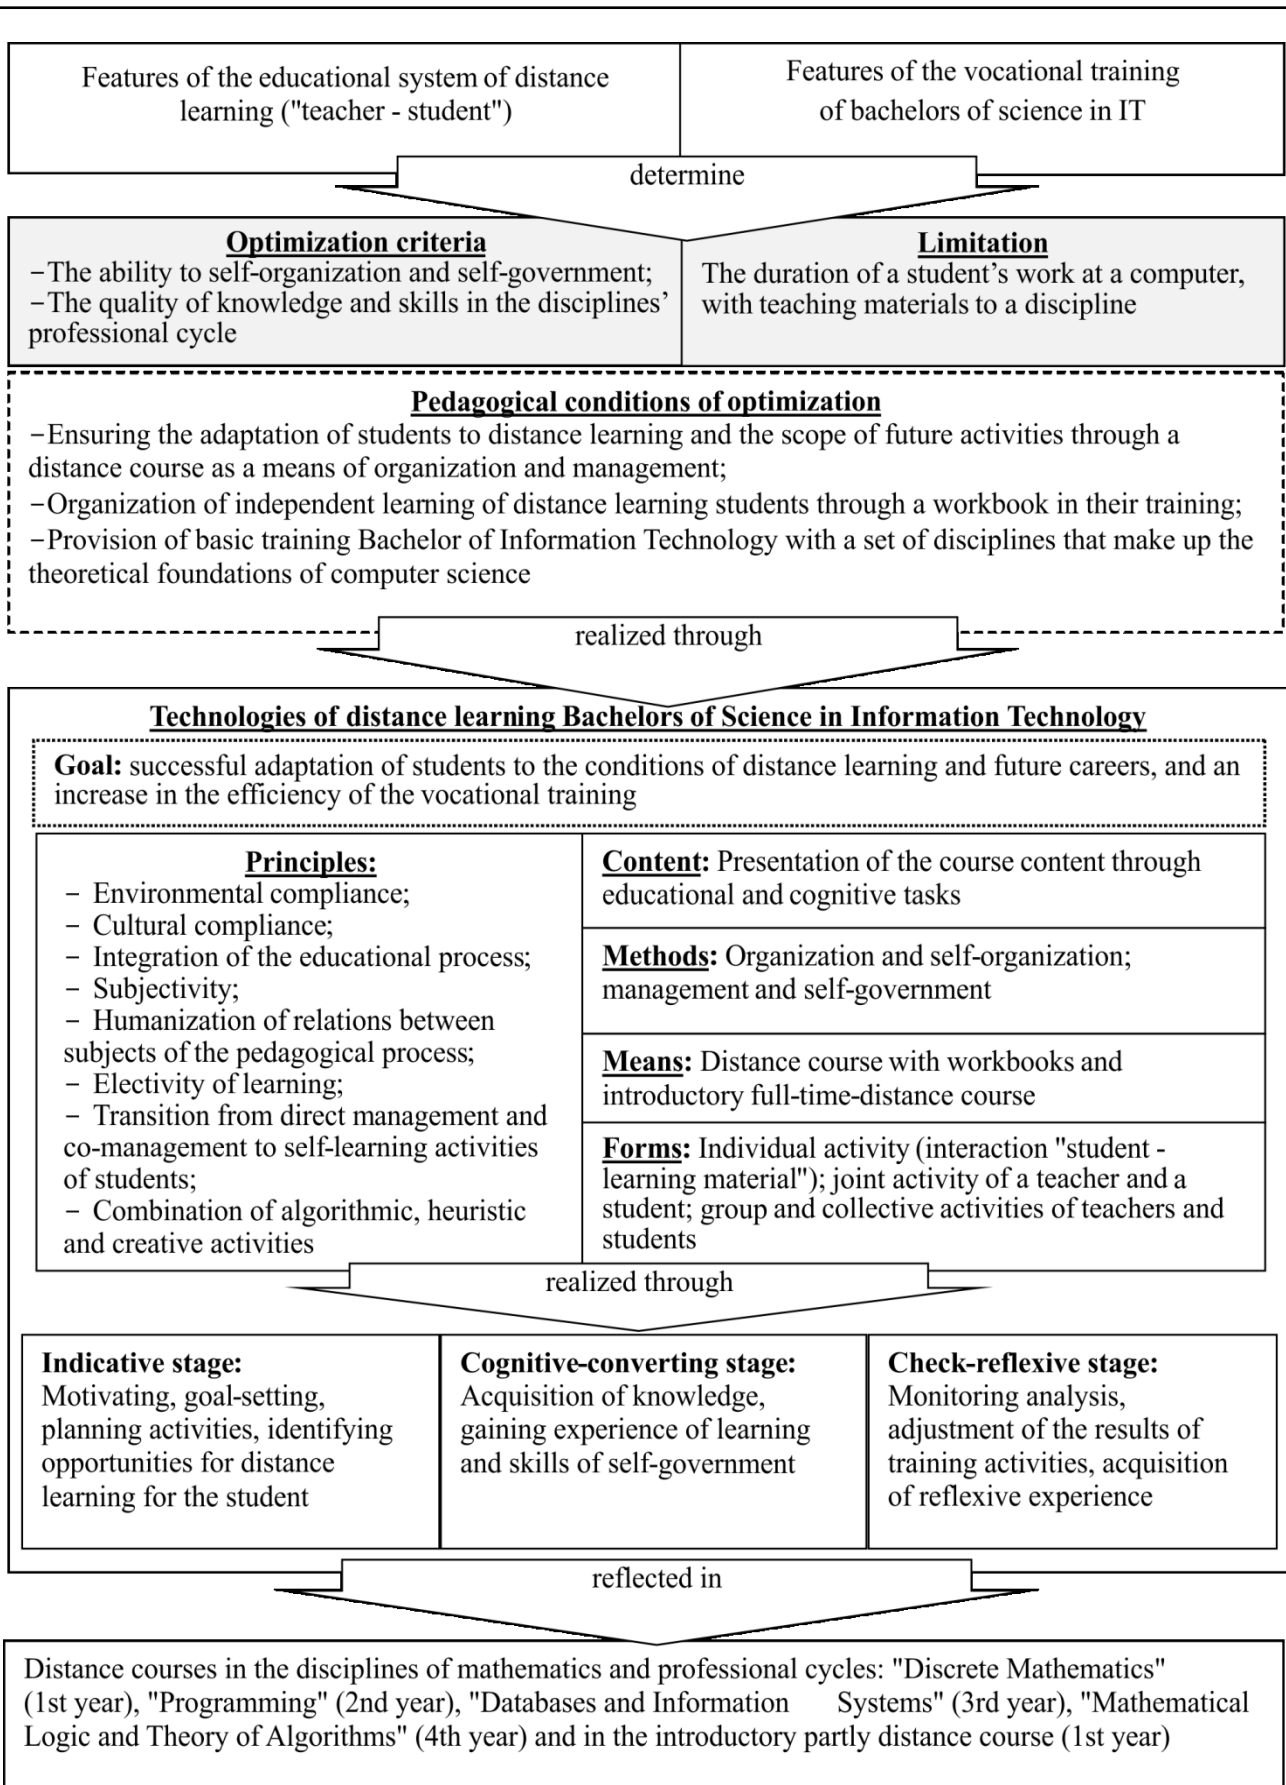 Features of the educational system of distance
learning ("teacher - student")
Features of the vocational training
of bachelors of science in IT
determine
Optimization criteria
–The ability to self-organization and self-government;
–The quality of knowledge and skills in the disciplines’
professional cycle
Limitation
The duration of a student’s work at a computer,
with teaching materials to a discipline
Pedagogical conditions of optimization
–Ensuring the adaptation of students to distance learning and the scope of future activities through a
distance course as a means of organization and management;
–Organization of independent learning of distance learning students through a workbook in their training;
–Provision of basic training Bachelor of Information Technology with a set of disciplines that make up the
theoretical foundations of computer science
realized through
Technologies of distance learning Bachelors of Science in Information Technology
Goal: successful adaptation of students to the conditions of distance learning and future careers, and an
increase in the efficiency of the vocational training
Principles:
– Environmental compliance;
– Cultural compliance;
– Integration of the educational process;
– Subjectivity;
– Humanization of relations between
subjects of the pedagogical process;
– Electivity of learning;
– Transition from direct management and
co-management to self-learning activities
of students;
– Combination of algorithmic, heuristic
and creative activities
Content: Presentation of the course content through
educational and cognitive tasks
Methods: Organization and self-organization;
management and self-government
Means: Distance course with workbooks and
introductory full-time-distance course
Forms: Individual activity (interaction "student -
learning material"); joint activity of a teacher and a
student; group and collective activities of teachers and
students
realized through
Indicative stage:
Motivating, goal-setting,
planning activities, identifying
opportunities for distance
learning for the student
Cognitive-converting stage:
Acquisition of knowledge,
gaining experience of learning
and skills of self-government
Check-reflexive stage:
Monitoring analysis,
adjustment of the results of
training activities, acquisition
of reflexive experience
reflected in
Distance courses in the disciplines of mathematics and professional cycles: "Discrete Mathematics"
(1st year), "Programming" (2nd year), "Databases and Information Systems" (3rd year), "Mathematical
Logic and Theory of Algorithms" (4th year) and in the introductory partly distance course (1st year)